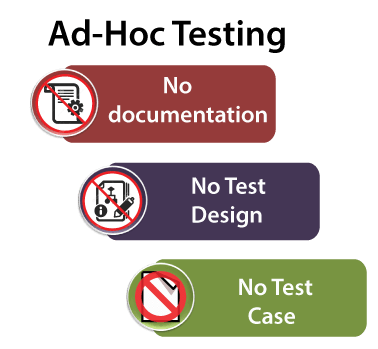 Ad-Hoc Testing
No
documentation
No Test
Design
No Test
Case